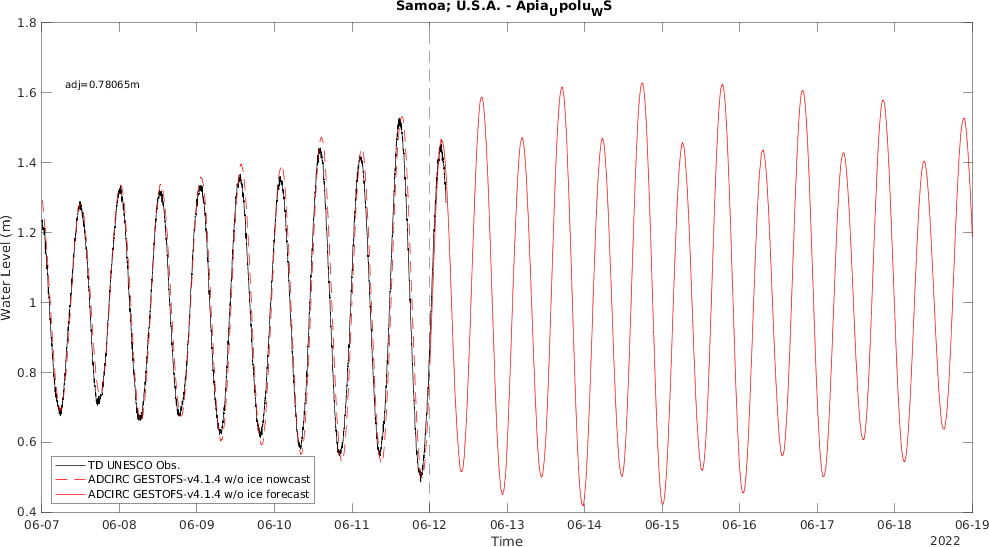 Samoa; U.S.A. - ApiaUpoluWS
1.8
adj=0.78065m
1.6
1.4
1.2
1
0.8
0.6
0.4
Water Level (m)
TD UNESCO Obs.
ADCIRC GESTOFS-v4.1.4 w/o ice nowcast
ADCIRC GESTOFS-v4.1.4 w/o ice forecast
06-07 06-08 06-09 06-10 06-11 06-12 06-13 06-14 06-15 06-16 06-17 06-18 06-19
Time
2022